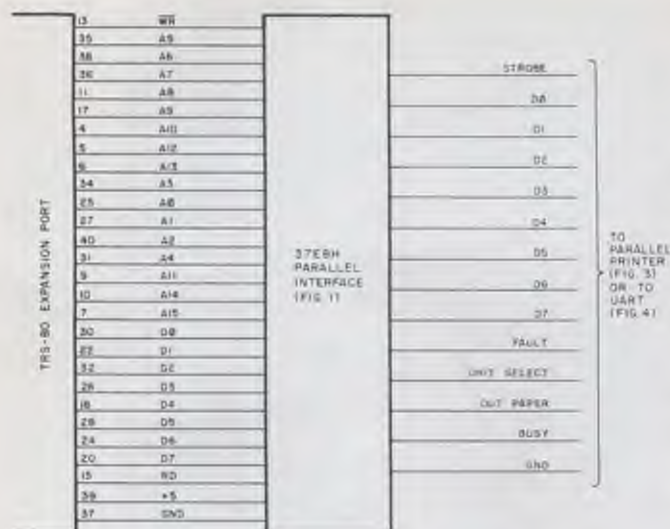 TRS-80 EXPANSION PORT
13 WR
35 A5
38 A6
36 A7
11 A8
17 A9
4 A10
5 A12
6 A13
34 A3
25 A0
27 A1
40 A2
31 A4
9 A11
10 A14
7 A15
30 D0
22 D1
32 D2
26 D3
18 D4
28 D5
24 D6
20 D7
15 RD
39 +5
37 GND
37E8H
PARALLEL
INTERFACE
(FIG. 1)
STROBE
D0
D1
D2
D3
D4
D5
D6
D7
FAULT
UNIT SELECT
OUT PAPER
BUSY
GND
TO
PARALLEL
PRINTER
(FIG. 3)
OR TO
UART
(FIG. 4)